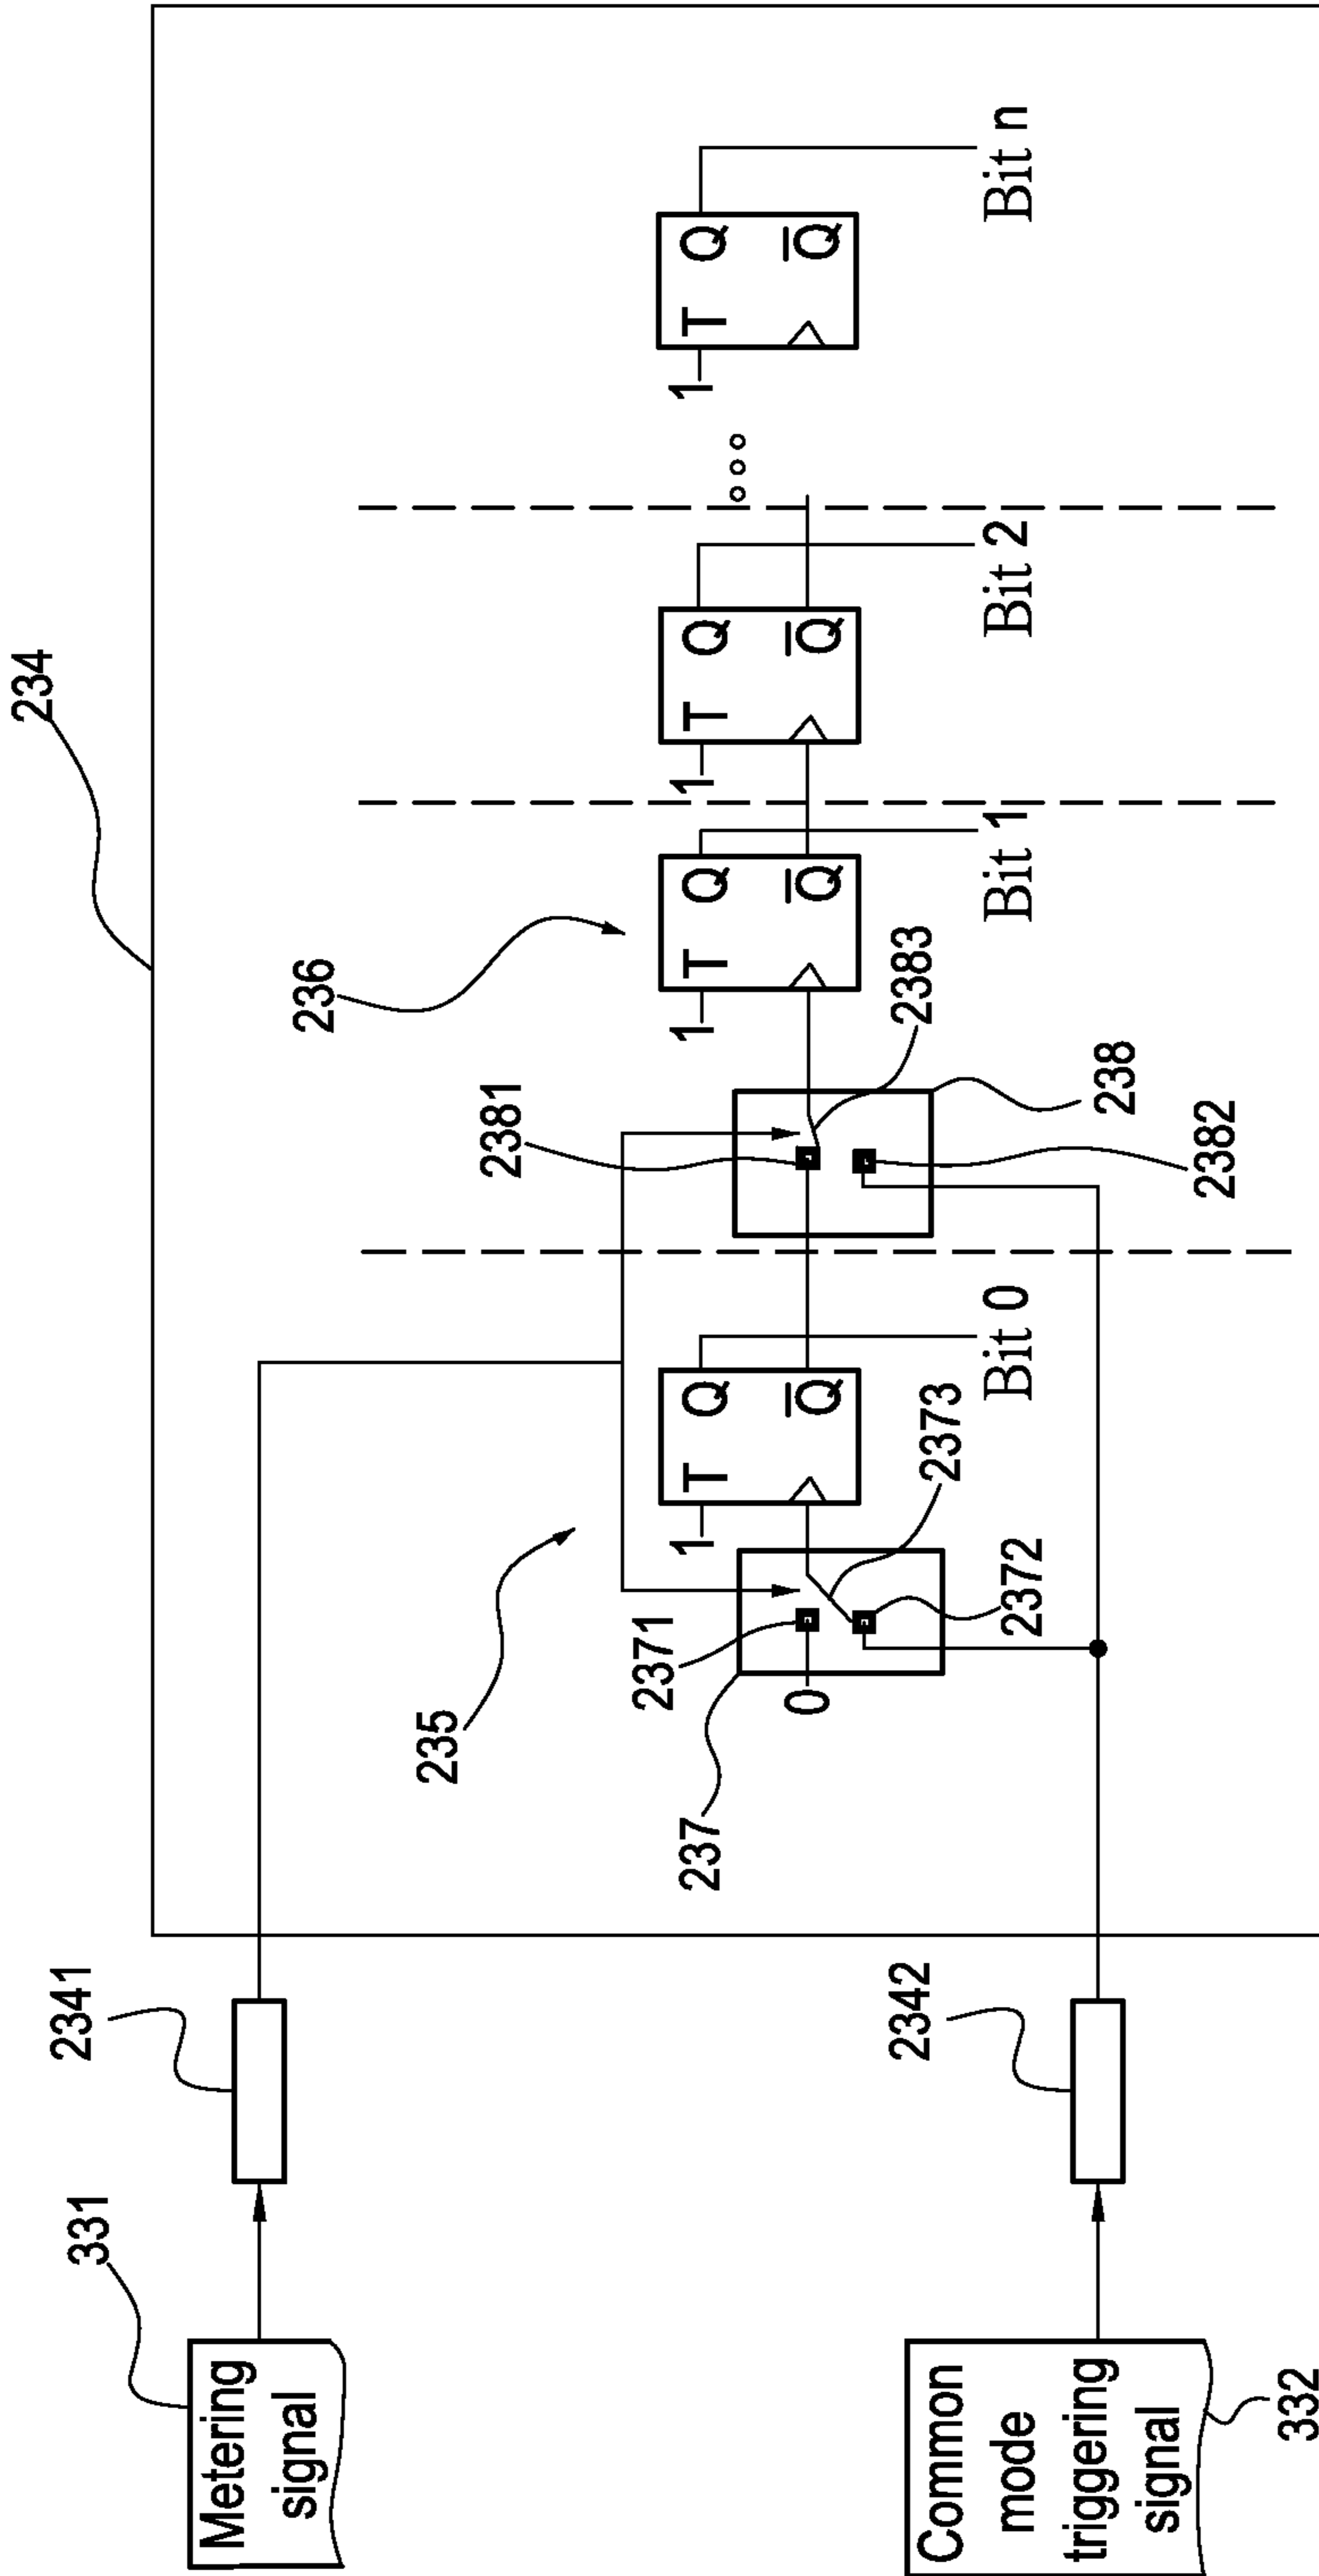 234
331
Metering
signal
2341
235
236
237
2371
0
2373
2372
1
T Q
Q̅
Bit 0
2381
2383
238
2382
1
T Q
Q̅
Bit 1
1
T Q
Q̅
Bit 2
1
T Q
Q̅
Bit n
Common
mode
triggering
signal
332
2342